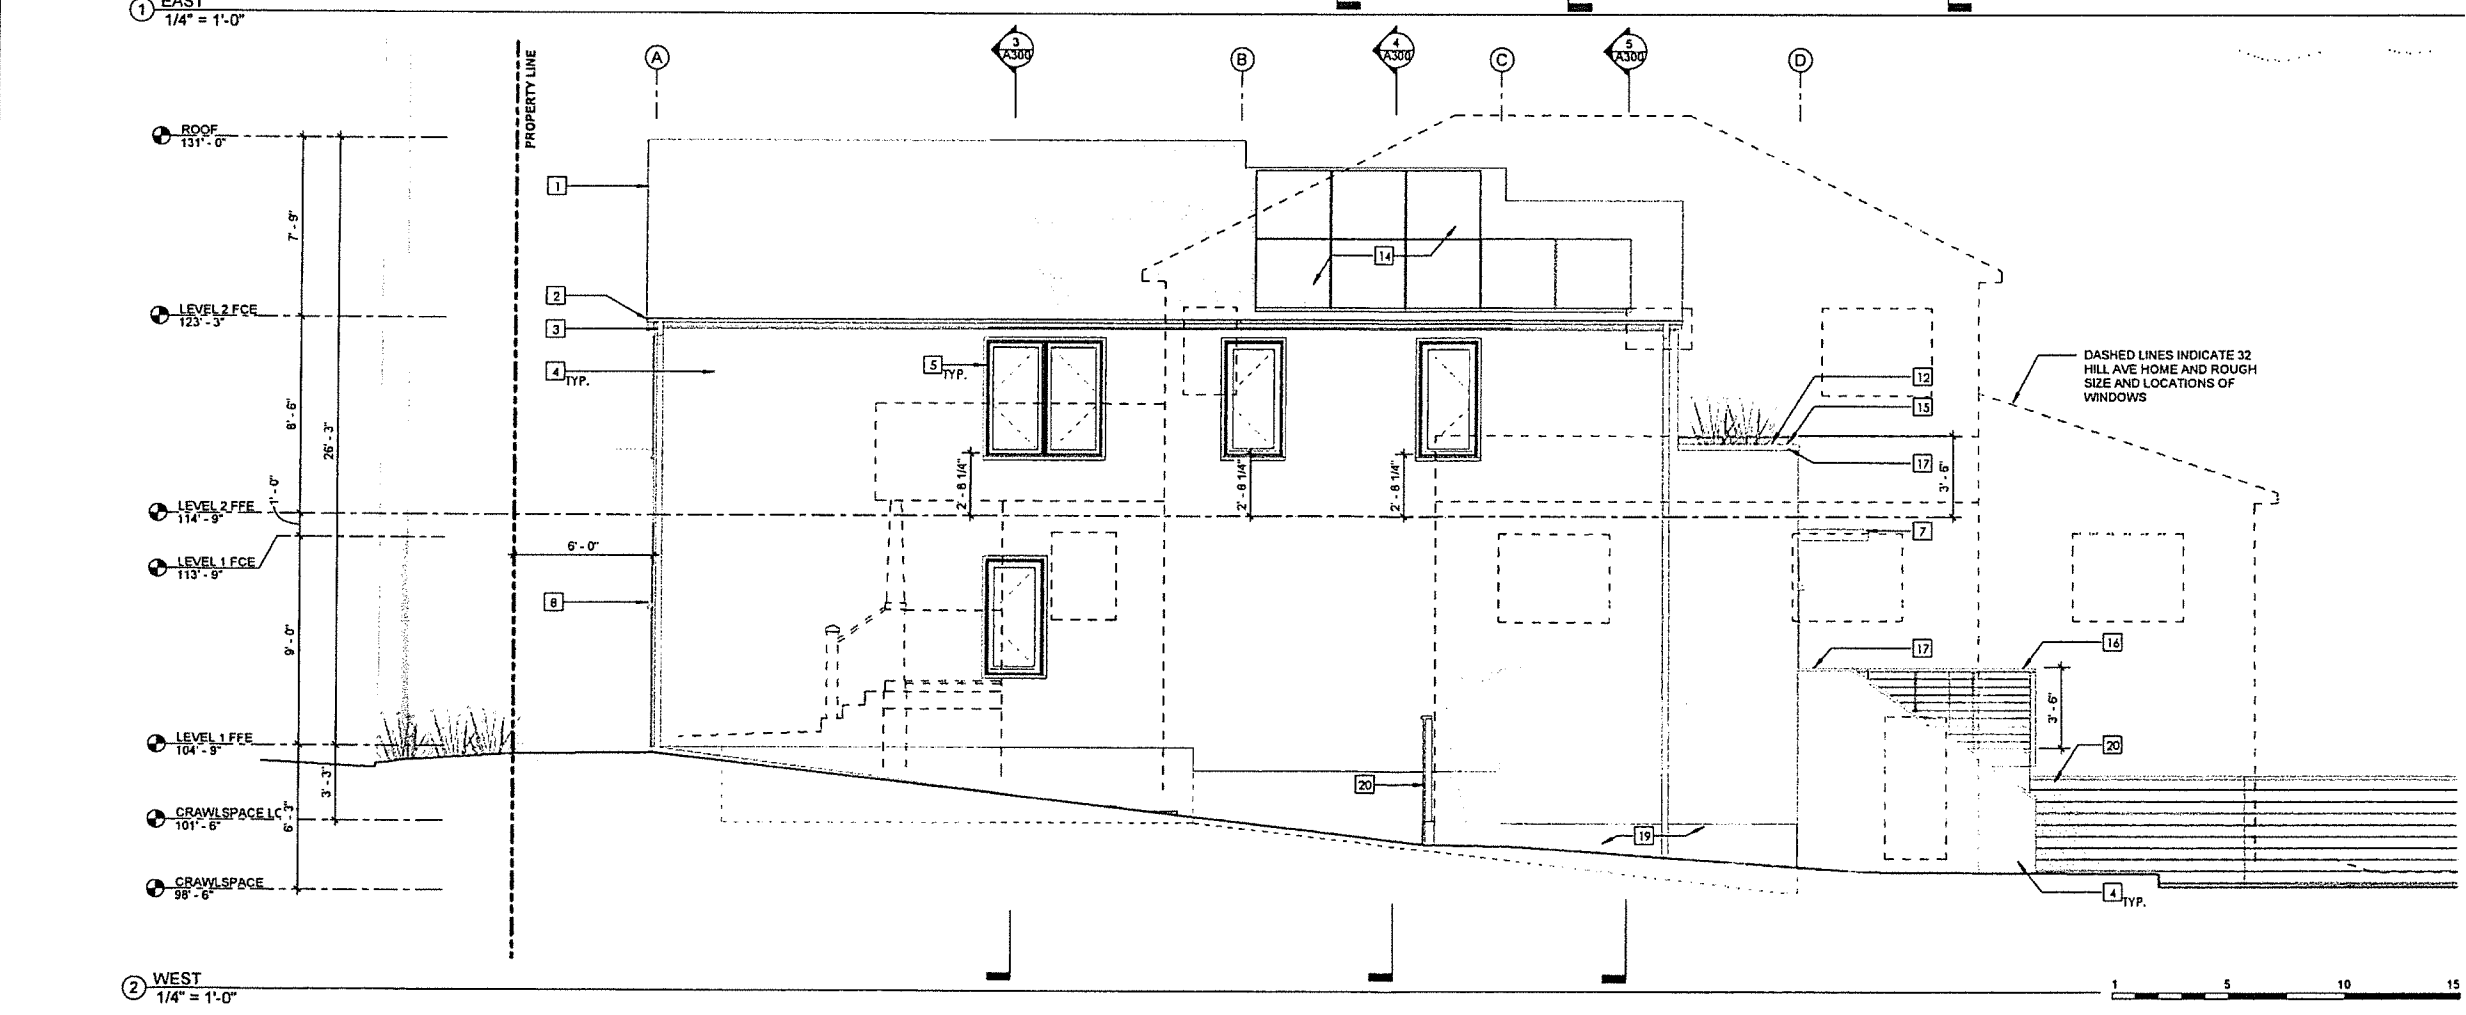 1 EAST
1/4" = 1'-0"
PROPERTY LINE
A
3
A300
B
4
A300
C
5
A300
D
ROOF
131' - 0"
1
7' - 9"
14
2
LEVEL 2 FCE
123' - 3"
3
4 TYP.
5 TYP.
DASHED LINES INDICATE 32
HILL AVE HOME AND ROUGH
SIZE AND LOCATIONS OF
WINDOWS
12
15
17
8' - 6"
26' - 3"
2' - 8 1/4"
2' - 8 1/4"
2' - 8 1/4"
3' - 6"
1' - 0"
LEVEL 2 FFE
114' - 9"
7
6' - 0"
LEVEL 1 FCE
113' - 9"
8
9' - 0"
17
16
3' - 6"
LEVEL 1 FFE
104' - 9"
20
3' - 3"
20
6' - 3"
CRAWLSPACE LC
101' - 6"
19
CRAWLSPACE
98' - 6"
4 TYP.
2 WEST
1/4" = 1'-0"
1 5 10 15